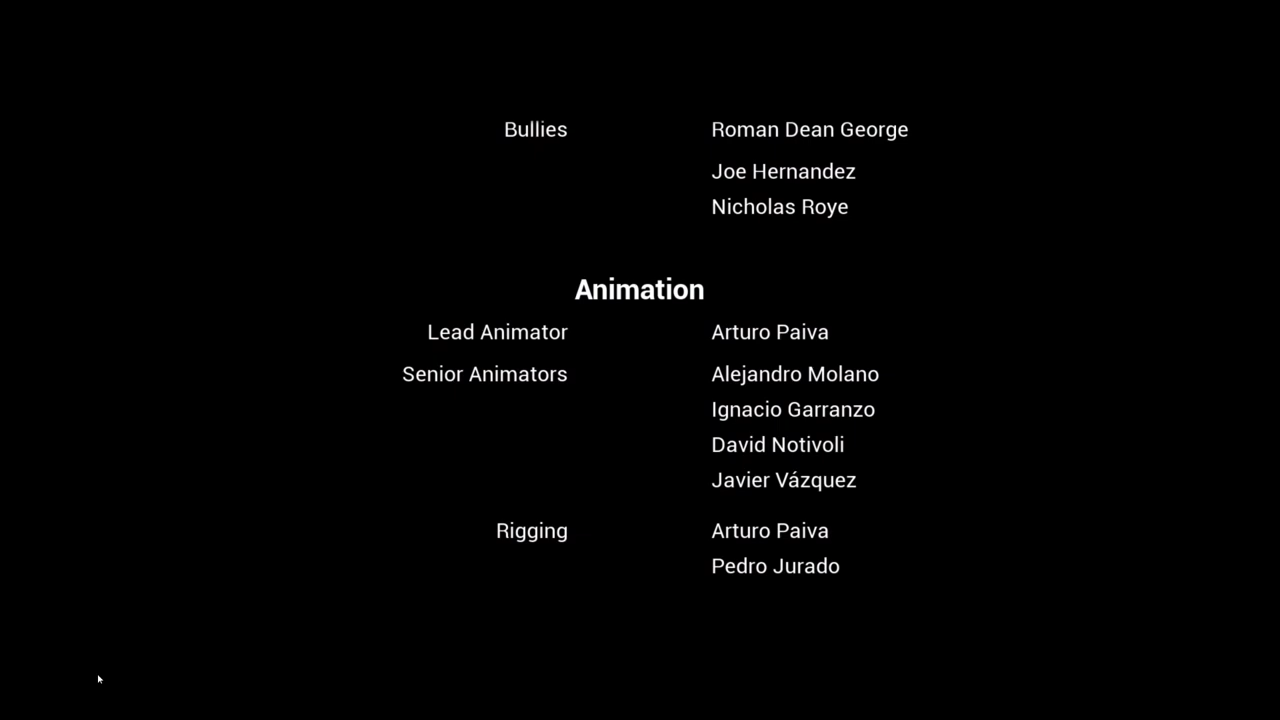 Bullies Roman Dean George
Joe Hernandez
Nicholas Roye
Animation
Lead Animator Arturo Paiva
Senior Animators Alejandro Molano
Ignacio Garranzo
David Notivoli
Javier Vázquez
Rigging Arturo Paiva
Pedro Jurado